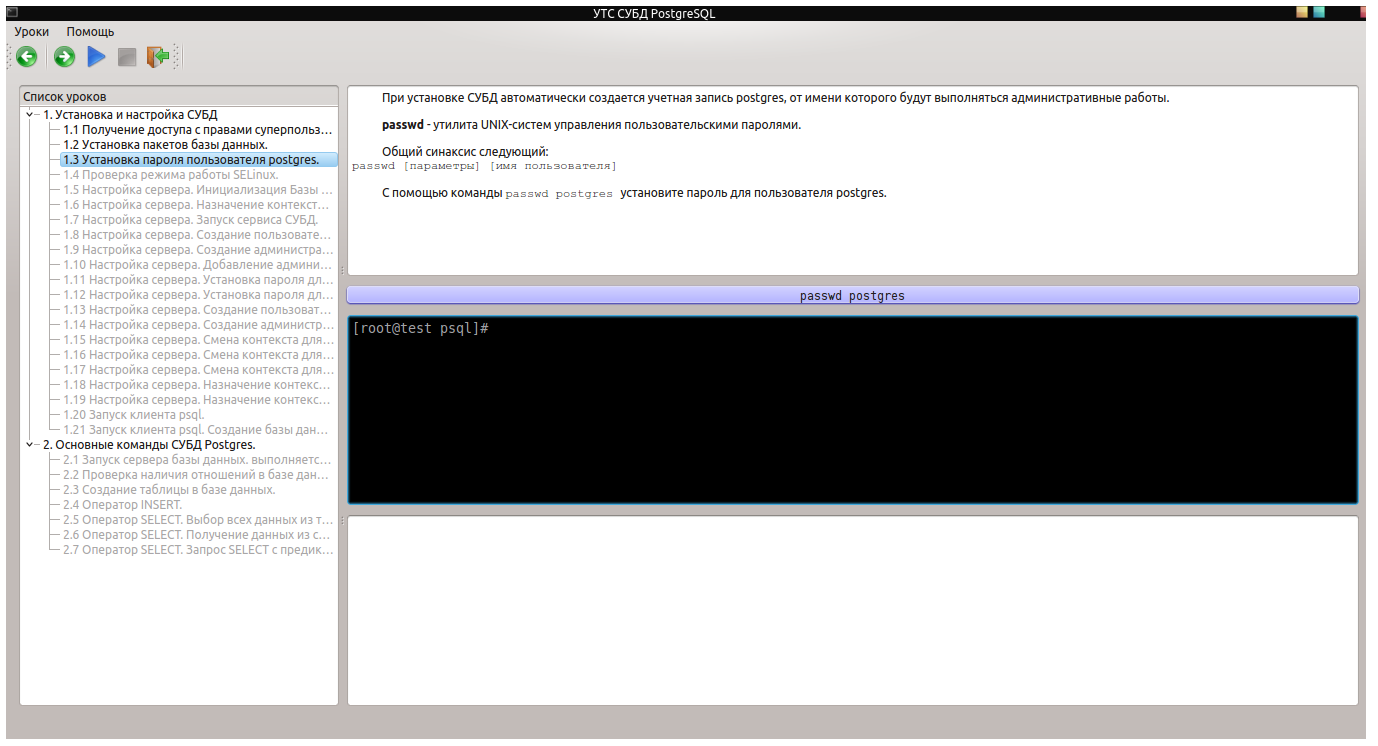 УТС СУБД PostgreSQL
Уроки Помощь
Список уроков
1. Установка и настройка СУБД
1.1 Получение доступа с правами суперпольз...
1.2 Установка пакетов базы данных.
1.3 Установка пароля пользователя postgres.
1.4 Проверка режима работы SELinux.
1.5 Настройка сервера. Инициализация Базы ...
1.6 Настройка сервера. Назначение контекст...
1.7 Настройка сервера. Запуск сервиса СУБД.
1.8 Настройка сервера. Создание пользовате...
1.9 Настройка сервера. Создание администра...
1.10 Настройка сервера. Добавление админи...
1.11 Настройка сервера. Установка пароля дл...
1.12 Настройка сервера. Установка пароля дл...
1.13 Настройка сервера. Создание пользоват...
1.14 Настройка сервера. Создание администр...
1.15 Настройка сервера. Смена контекста для...
1.16 Настройка сервера. Смена контекста для...
1.17 Настройка сервера. Смена контекста для...
1.18 Настройка сервера. Назначение контекс...
1.19 Настройка сервера. Назначение контекс...
1.20 Запуск клиента psql.
1.21 Запуск клиента psql. Создание базы дан...
2. Основные команды СУБД Postgres.
2.1 Запуск сервера базы данных. выполняетс...
2.2 Проверка наличия отношений в базе дан...
2.3 Создание таблицы в базе данных.
2.4 Оператор INSERT.
2.5 Оператор SELECT. Выбор всех данных из т...
2.6 Оператор SELECT. Получение данных из с...
2.7 Оператор SELECT. Запрос SELECT с предик...
При установке СУБД автоматически создается учетная запись postgres, от имени которого будут выполняться административные работы.
passwd - утилита UNIX-систем управления пользовательскими паролями.
Общий синаксис следующий:
passwd [параметры] [имя пользователя]
С помощью команды passwd postgres установите пароль для пользователя postgres.
passwd postgres
[root@test psql]#